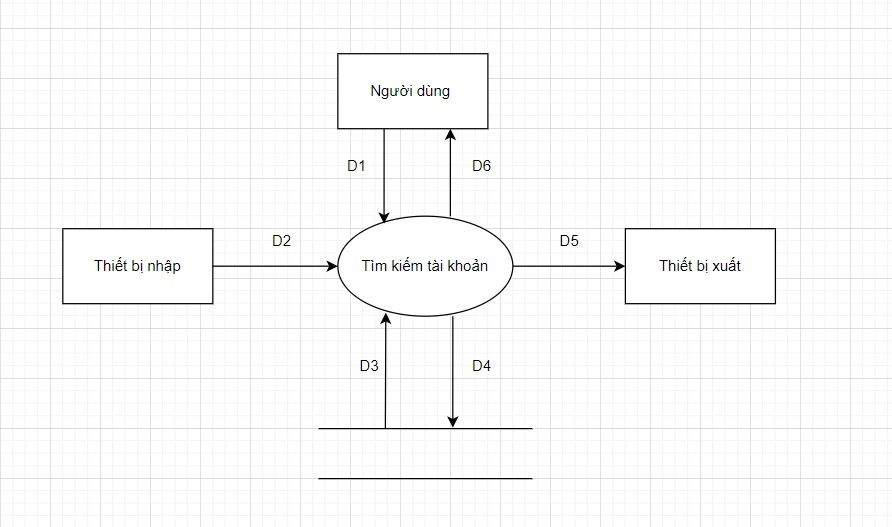 Người dùng
D1
D6
D2
D5
Thiết bị nhập
Tìm kiếm tài khoản
Thiết bị xuất
D3
D4